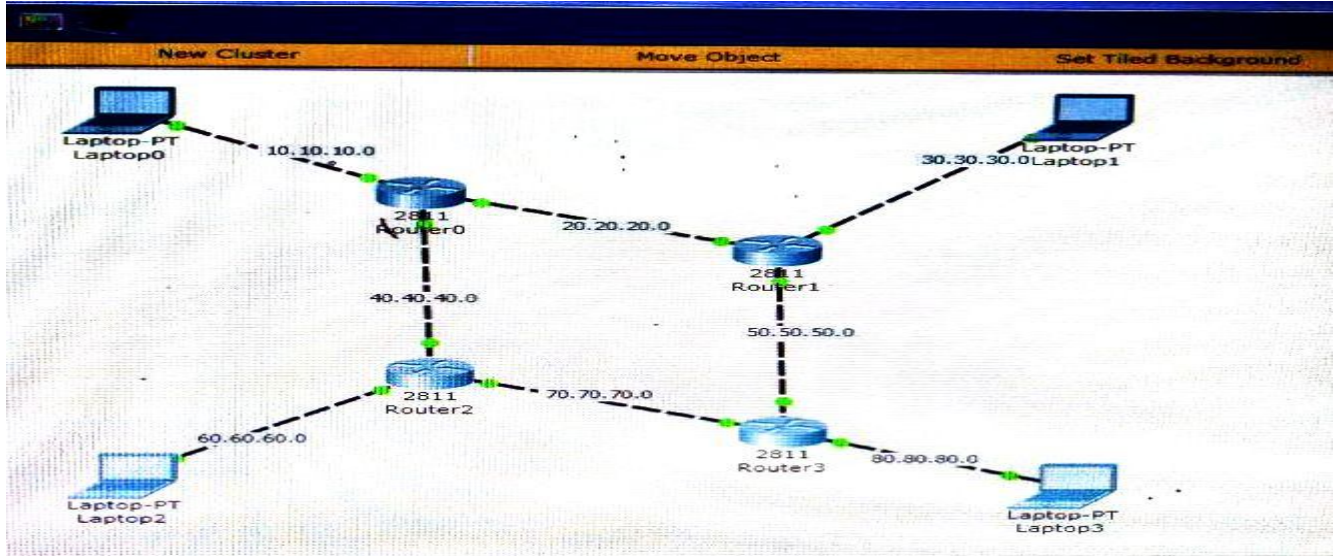 New Cluster
Move Object
Set Tiled Background
Laptop-PT
Laptop0
10.10.10.0
30.30.30.0
Laptop-PT
Laptop1
2811
Router0
20.20.20.0
2811
Router1
40.40.40.0
50.50.50.0
2811
Router2
70.70.70.0
60.60.60.0
2811
Router3
80.80.80.0
Laptop-PT
Laptop2
Laptop-PT
Laptop3